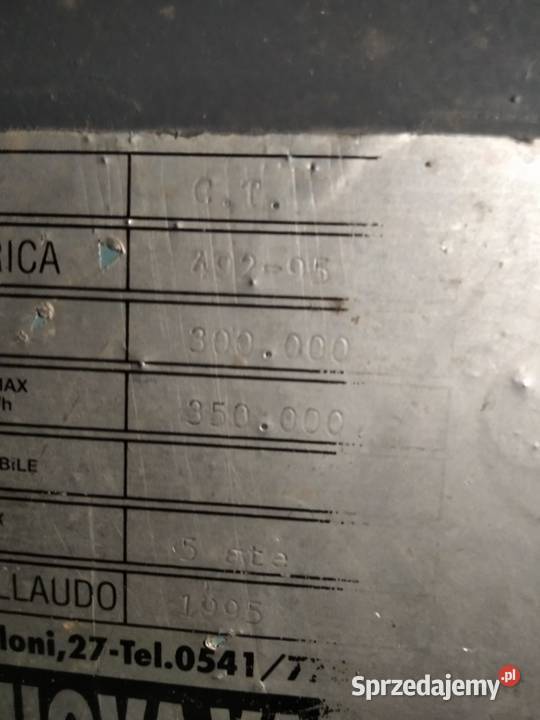 C.T.
RICA 492-95
300.000
MAX
/h 350.000
BiLE
5 ate
LLAUDO 1995
loni,27-Tel.0541/7
Sprzedajemy.pl